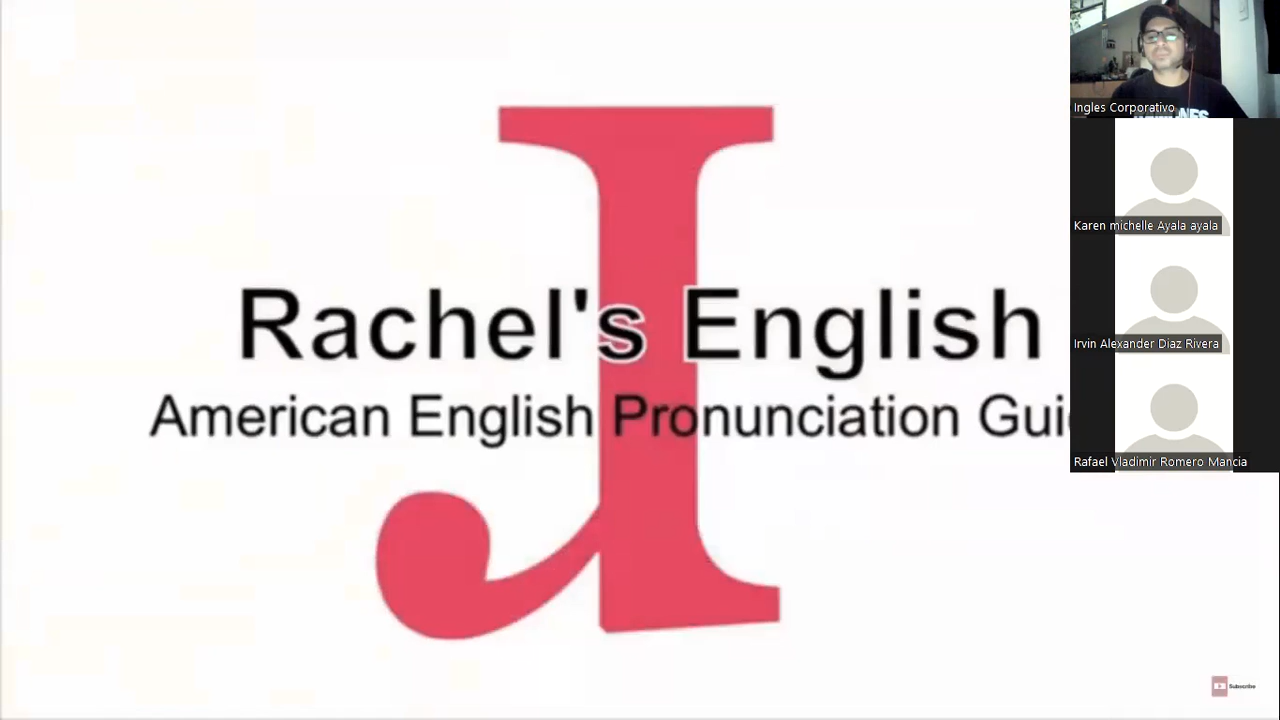 Rachel's English
American English Pronunciation Gui
Ingles Corporativo
Karen michelle Ayala ayala
Irvin Alexander Diaz Rivera
Rafael Vladimir Romero Mancia
Subscribe